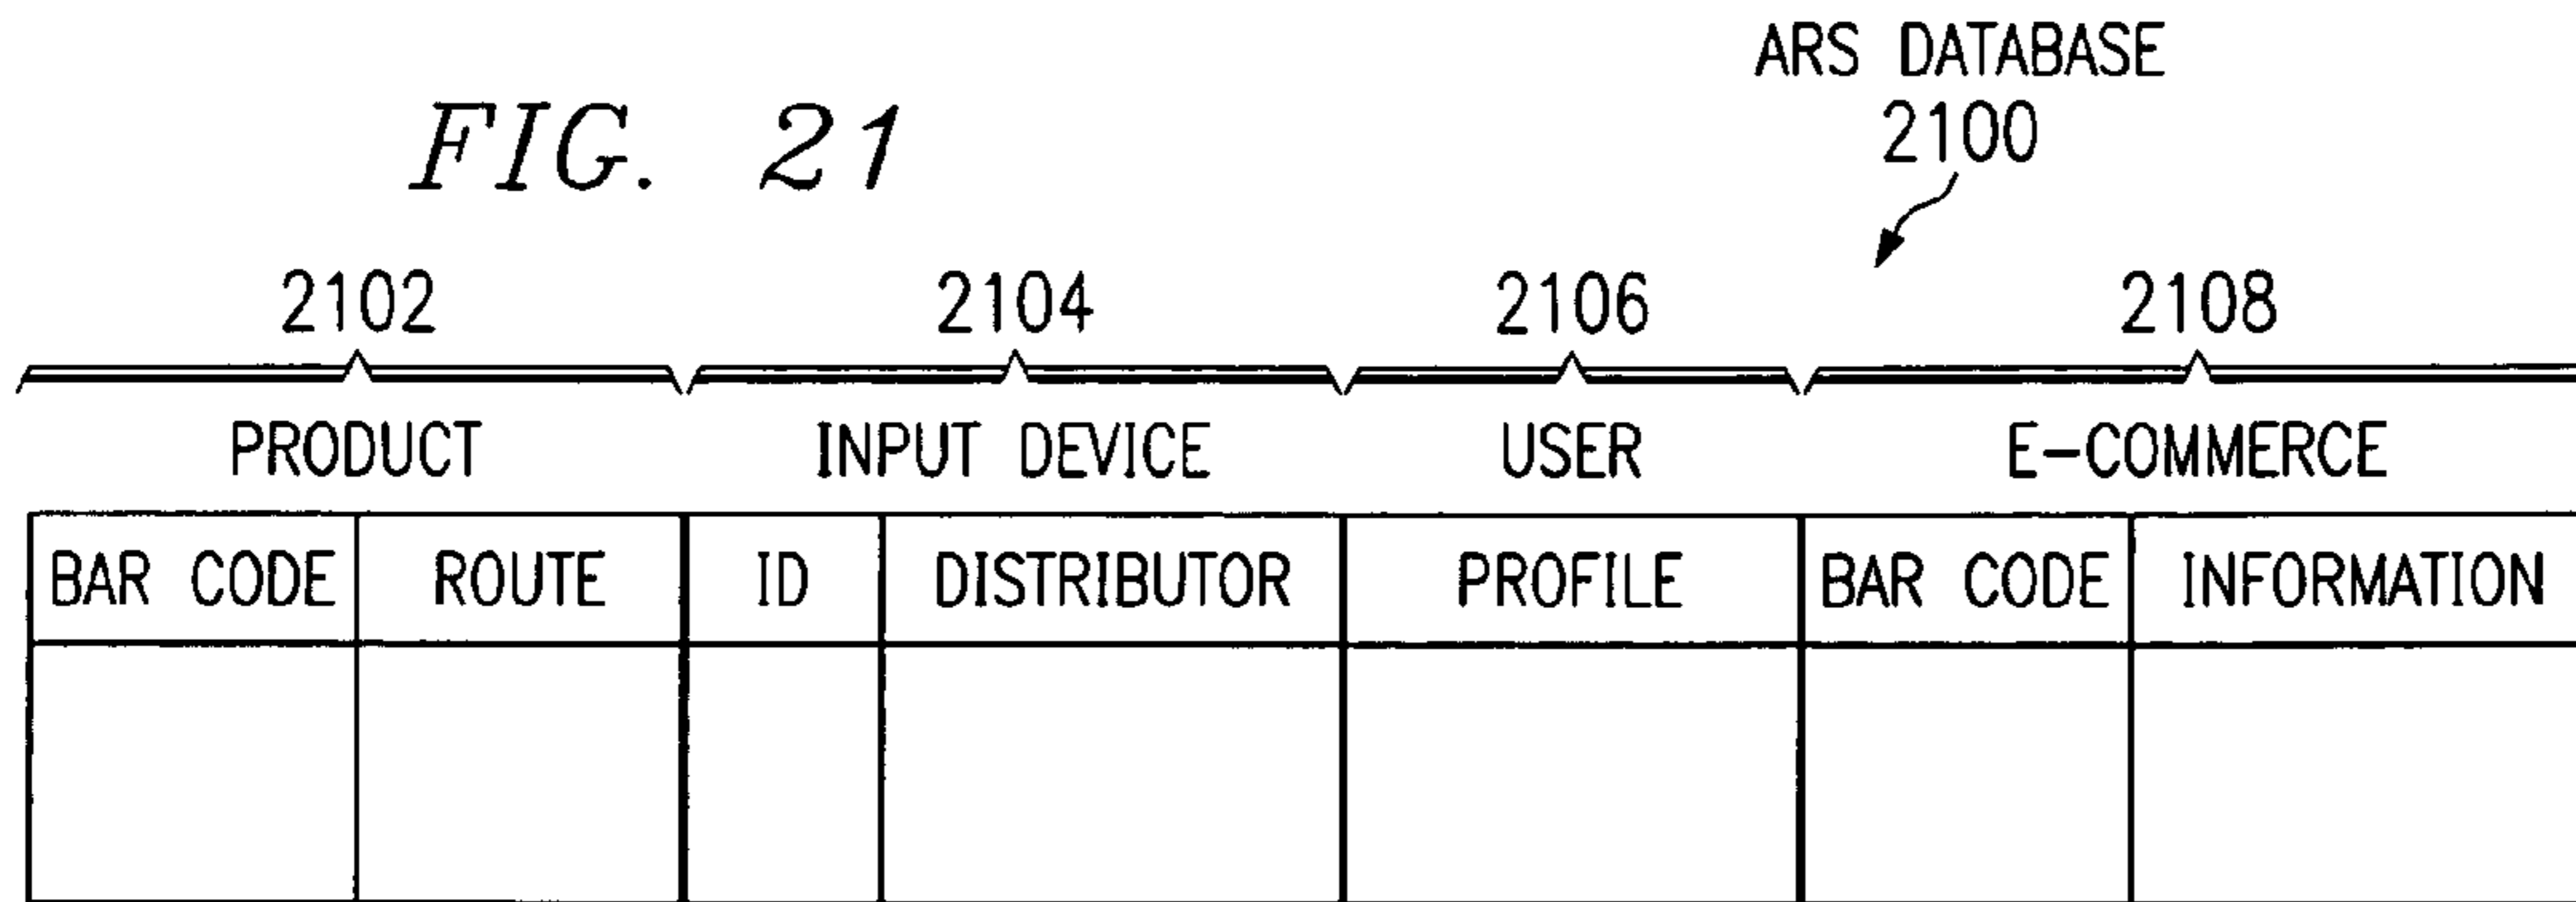 ARS DATABASE
2100
FIG. 21
2102 2104 2106 2108
PRODUCT INPUT DEVICE USER E-COMMERCE
BAR CODE ROUTE ID DISTRIBUTOR PROFILE BAR CODE INFORMATION